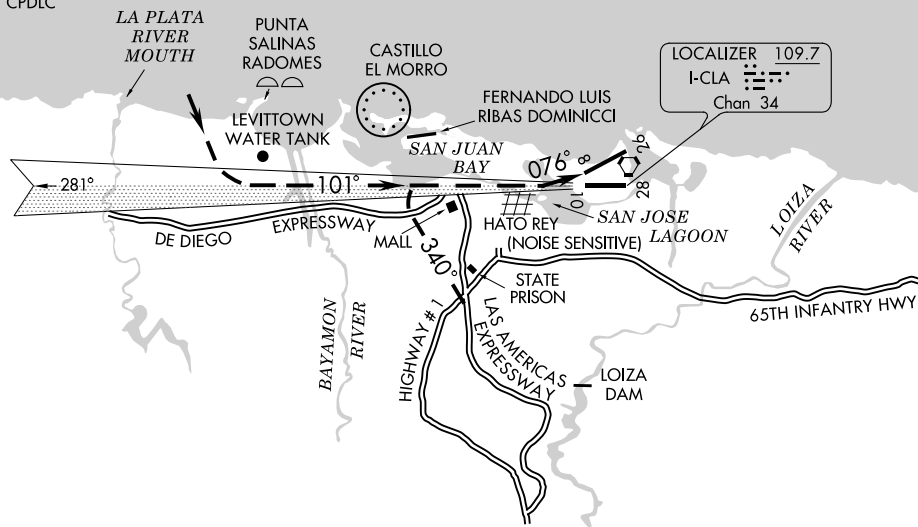 CPDLC
LA PLATA
RIVER
MOUTH
PUNTA
SALINAS
RADOMES
CASTILLO
EL MORRO
LOCALIZER 109.7
I-CLA
Chan 34
LEVITTOWN
WATER TANK
FERNANDO LUIS
RIBAS DOMINICCI
SAN JUAN
BAY
076°
8
26
281°
101°
10
28
DE DIEGO
EXPRESSWAY
MALL
HATO REY
(NOISE SENSITIVE)
SAN JOSE
LAGOON
LOIZA
RIVER
340°
STATE
PRISON
65TH INFANTRY HWY
BAYAMON
RIVER
HIGHWAY # 1
LAS AMERICAS
EXPRESSWAY
LOIZA
DAM